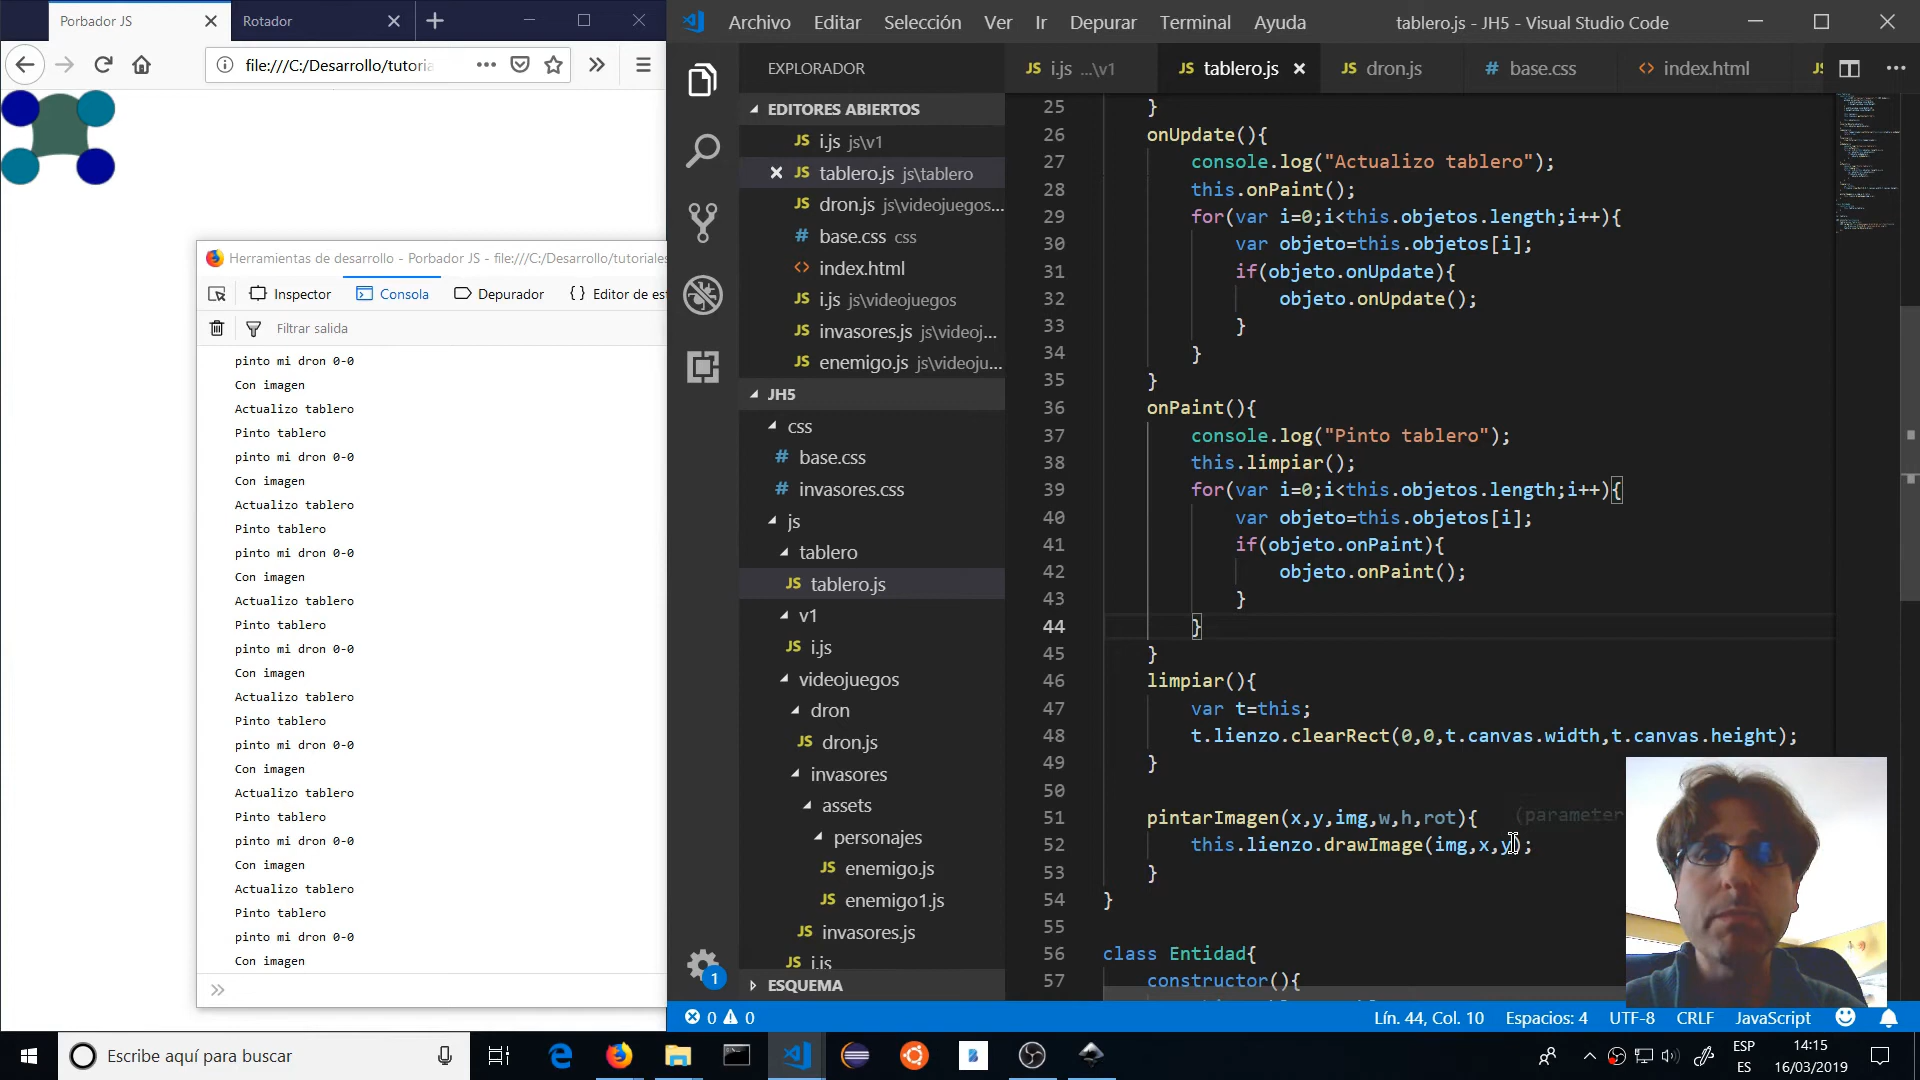 Porbador JS
Rotador
file:///C:/Desarrollo/tutoria
Herramientas de desarrollo - Porbador JS - file:///C:/Desarrollo/tutoriales
Inspector
Consola
Depurador
{ } Editor de est
Filtrar salida
pinto mi dron 0-0
Con imagen
Actualizo tablero
Pinto tablero
pinto mi dron 0-0
Con imagen
Actualizo tablero
Pinto tablero
pinto mi dron 0-0
Con imagen
Actualizo tablero
Pinto tablero
pinto mi dron 0-0
Con imagen
Actualizo tablero
Pinto tablero
pinto mi dron 0-0
Con imagen
Actualizo tablero
Pinto tablero
pinto mi dron 0-0
Con imagen
Actualizo tablero
Pinto tablero
pinto mi dron 0-0
Con imagen
Archivo Editar Selección Ver Ir Depurar Terminal Ayuda
tablero.js - JH5 - Visual Studio Code
EXPLORADOR
EDITORES ABIERTOS
JS i.js js\v1
JS tablero.js js\tablero
JS dron.js js\videojuegos...
# base.css css
<> index.html
JS i.js js\videojuegos
JS invasores.js js\videoj...
JS enemigo.js js\videoju...
JH5
css
# base.css
# invasores.css
js
tablero
JS tablero.js
v1
JS i.js
videojuegos
dron
JS dron.js
invasores
assets
personajes
JS enemigo.js
JS enemigo1.js
JS invasores.js
JS i.js
ESQUEMA
1
JS i.js ...\v1
JS tablero.js
JS dron.js
# base.css
<> index.html
25 }
26 onUpdate(){
27 console.log("Actualizo tablero");
28 this.onPaint();
29 for(var i=0;i<this.objetos.length;i++){
30 var objeto=this.objetos[i];
31 if(objeto.onUpdate){
32 objeto.onUpdate();
33 }
34 }
35 }
36 onPaint(){
37 console.log("Pinto tablero");
38 this.limpiar();
39 for(var i=0;i<this.objetos.length;i++){
40 var objeto=this.objetos[i];
41 if(objeto.onPaint){
42 objeto.onPaint();
43 }
44 }
45 }
46 limpiar(){
47 var t=this;
48 t.lienzo.clearRect(0,0,t.canvas.width,t.canvas.height);
49 }
50
51 pintarImagen(x,y,img,w,h,rot){ (parameter
52 this.lienzo.drawImage(img,x,y);
53 }
54 }
55
56 class Entidad{
57 constructor(){
0 0
Lín. 44, Col. 10 Espacios: 4 UTF-8 CRLF JavaScript
Escribe aquí para buscar
ESP
ES
14:15
16/03/2019